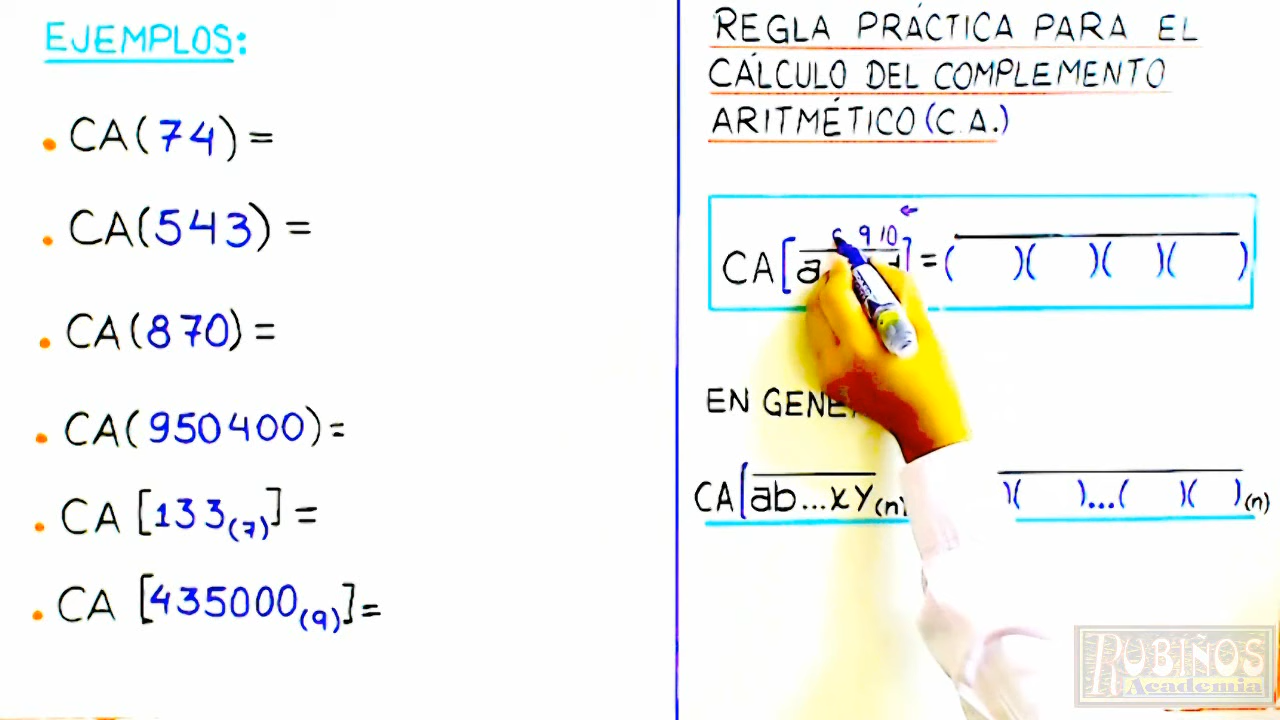 EJEMPLOS:
• CA(74) =
• CA(543) =
• CA(870) =
• CA(950400) =
• CA [133(7)] =
• CA [435000(9)] =
REGLA PRÁCTICA PARA EL
CÁLCULO DEL COMPLEMENTO
ARITMÉTICO (C.A.)
←
9 10
CA[a ] = ( )( )( )( )
EN
CA[ab...xy(n) )( )...( )( )(n)
RUBIÑOS
Academia